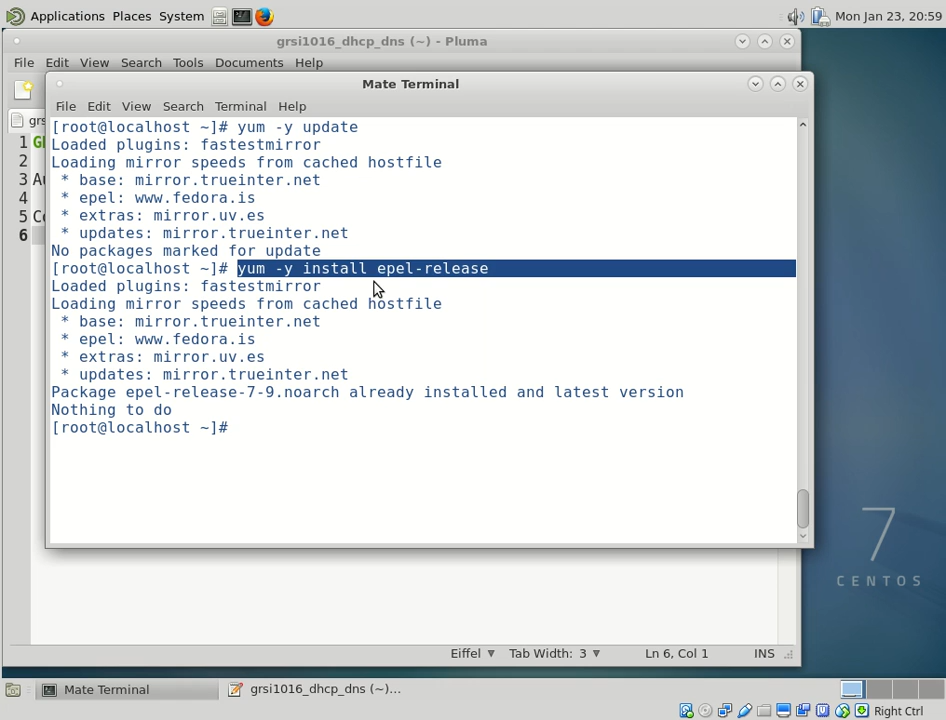 Applications Places System
Mon Jan 23, 20:59
grsi1016_dhcp_dns (~) - Pluma
File Edit View Search Tools Documents Help
Mate Terminal
File Edit View Search Terminal Help
[root@localhost ~]# yum -y update
Loaded plugins: fastestmirror
Loading mirror speeds from cached hostfile
* base: mirror.trueinter.net
* epel: www.fedora.is
* extras: mirror.uv.es
* updates: mirror.trueinter.net
No packages marked for update
[root@localhost ~]# yum -y install epel-release
Loaded plugins: fastestmirror
Loading mirror speeds from cached hostfile
* base: mirror.trueinter.net
* epel: www.fedora.is
* extras: mirror.uv.es
* updates: mirror.trueinter.net
Package epel-release-7-9.noarch already installed and latest version
Nothing to do
[root@localhost ~]#
1
2
3
4
5
6
7
CENTOS
Eiffel Tab Width: 3 Ln 6, Col 1 INS
Mate Terminal
grsi1016_dhcp_dns (~)...
Right Ctrl